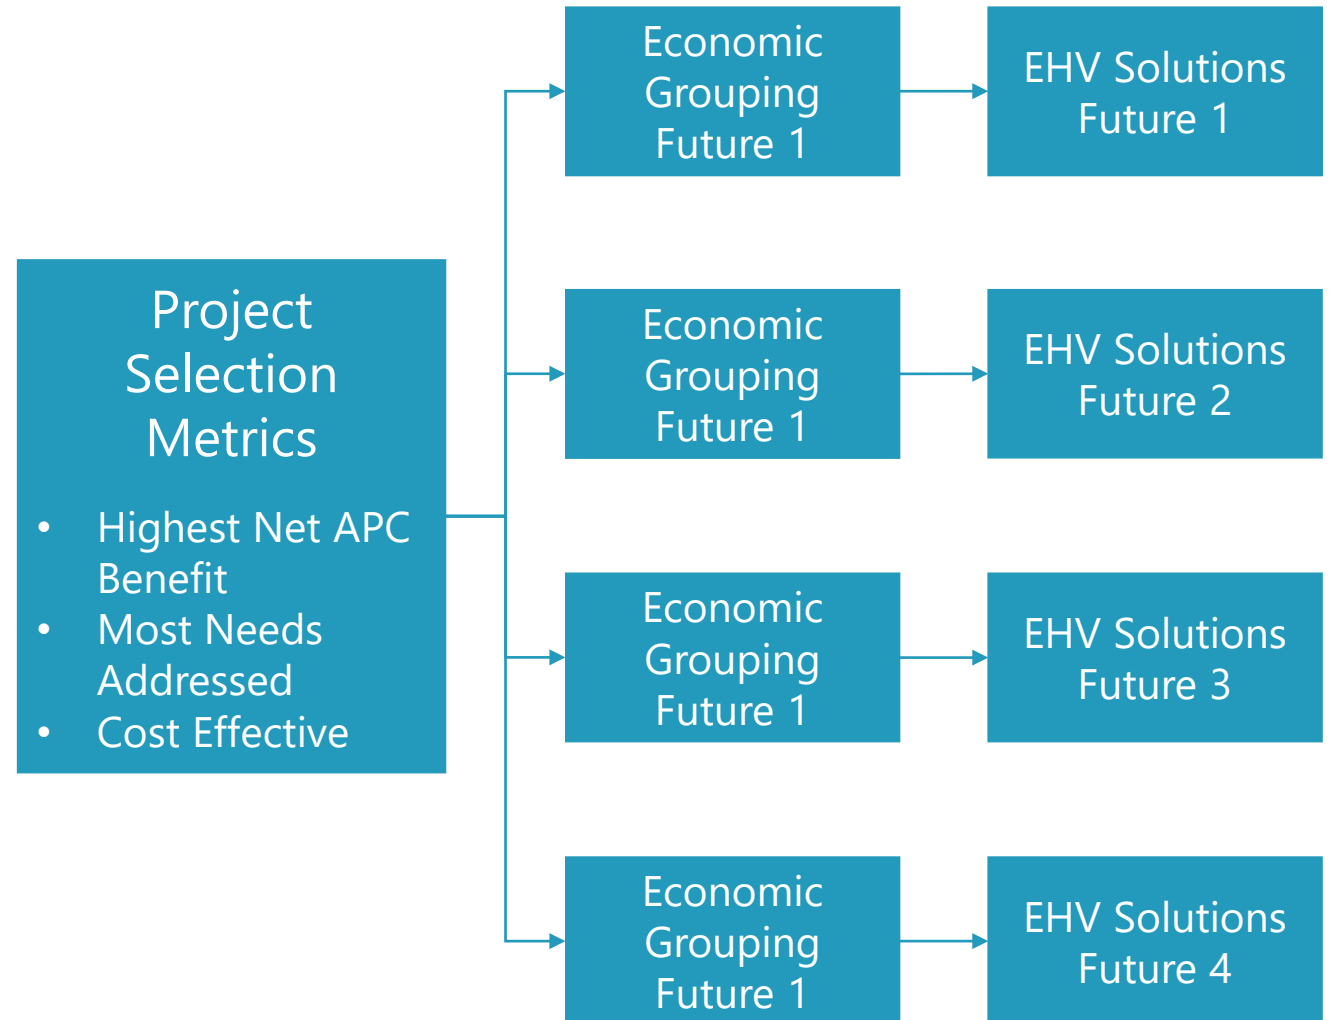 Project
Selection
Metrics
• Highest Net APC
Benefit
• Most Needs
Addressed
• Cost Effective
Economic
Grouping
Future 1
EHV Solutions
Future 1
Economic
Grouping
Future 1
EHV Solutions
Future 2
Economic
Grouping
Future 1
EHV Solutions
Future 3
Economic
Grouping
Future 1
EHV Solutions
Future 4